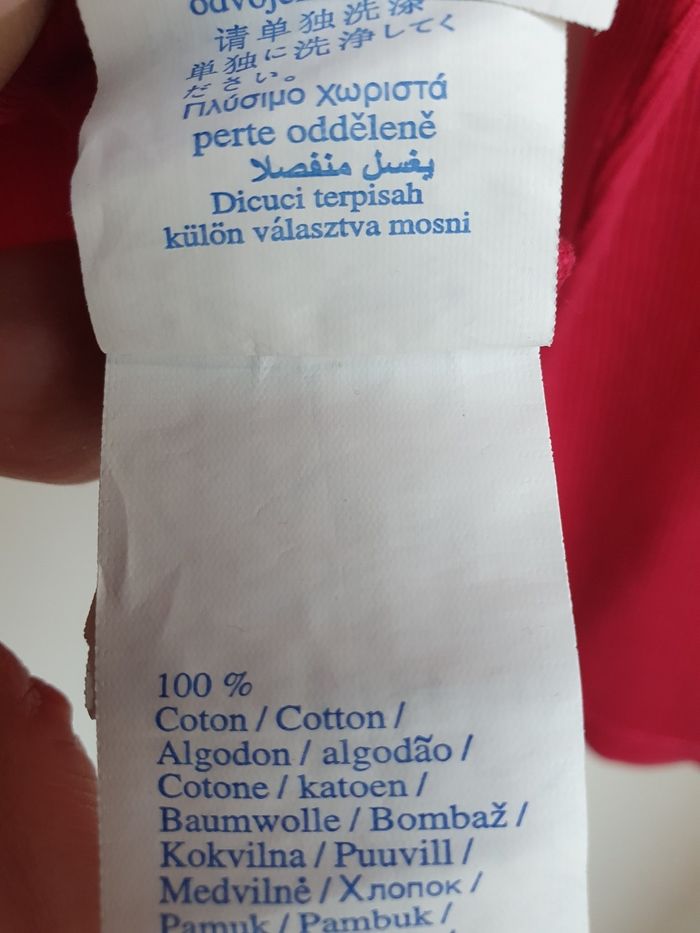 请单独洗涤
単独に洗浄してく
ださい。
Πλύσιμο χωριστά
perte odděleně
يغسل منفصلا
Dicuci terpisah
külön választva mosni
100 %
Coton / Cotton /
Algodon / algodão /
Cotone / katoen /
Baumwolle / Bombaž /
Kokvilna / Puuvill /
Medvilnė / Хлопок /
Pamuk / Pambuk /